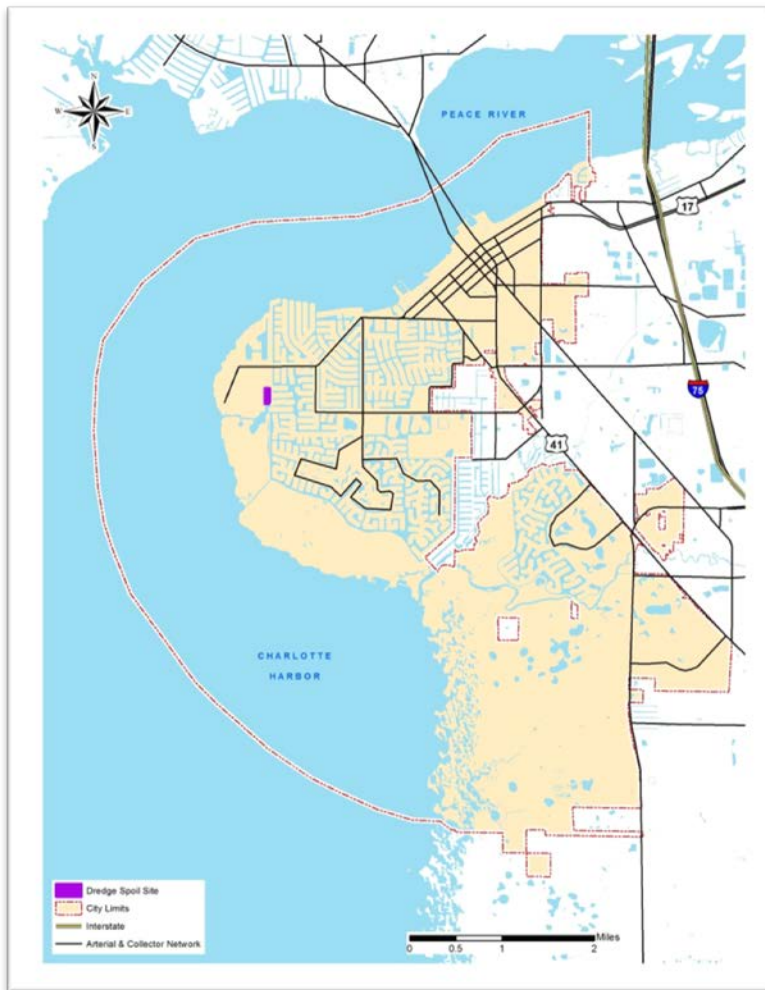 N
W E
S
PEACE RIVER
17
75
41
CHARLOTTE
HARBOR
Dredge Spoil Site
City Limits
Interstate
Arterial & Collector Network
Miles
0 0.5 1 2